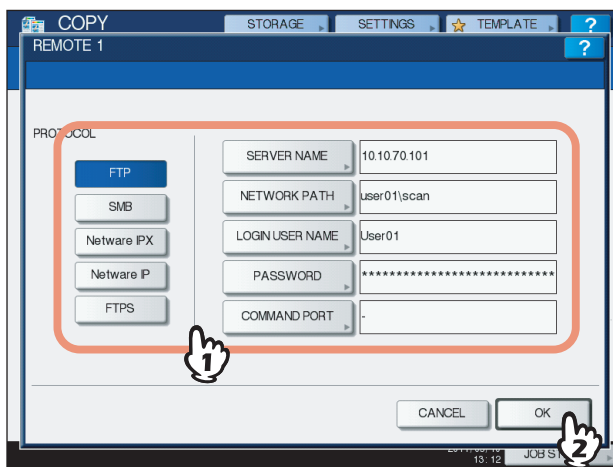 COPY STORAGE SETTINGS TEMPLATE ?
REMOTE 1 ?
PROTOCOL
FTP
SMB
Netware IPX
Netware IP
FTPS
SERVER NAME 10.10.70.101
NETWORK PATH user01\scan
LOGIN USER NAME User01
PASSWORD ****************************
COMMAND PORT -
1
CANCEL OK
2
13:12 JOB ST